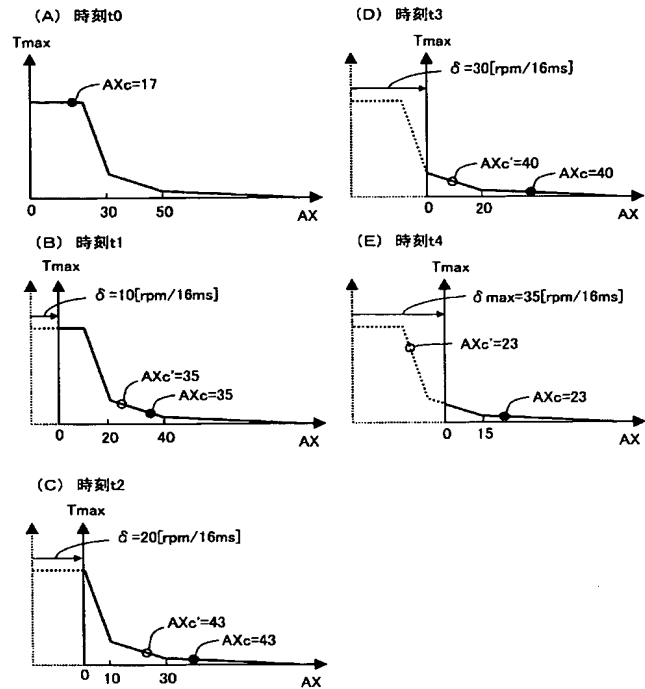 (A) 時刻t0
Tmax
AXc=17
0 30 50 AX
(B) 時刻t1
Tmax
δ=10[rpm/16ms]
AXc'=35
AXc=35
0 20 40 AX
(C) 時刻t2
Tmax
δ=20[rpm/16ms]
AXc'=43
AXc=43
0 10 30 AX
(D) 時刻t3
Tmax
δ=30[rpm/16ms]
AXc'=40
AXc=40
0 20 AX
(E) 時刻t4
Tmax
δmax=35[rpm/16ms]
AXc'=23
AXc=23
0 15 AX